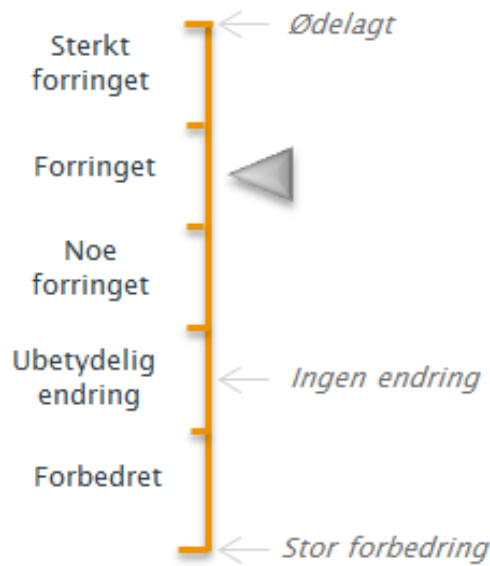 Ødelagt
Sterkt
forringet
Forringet
Noe
forringet
Ubetydelig
endring
Ingen endring
Forbedret
Stor forbedring